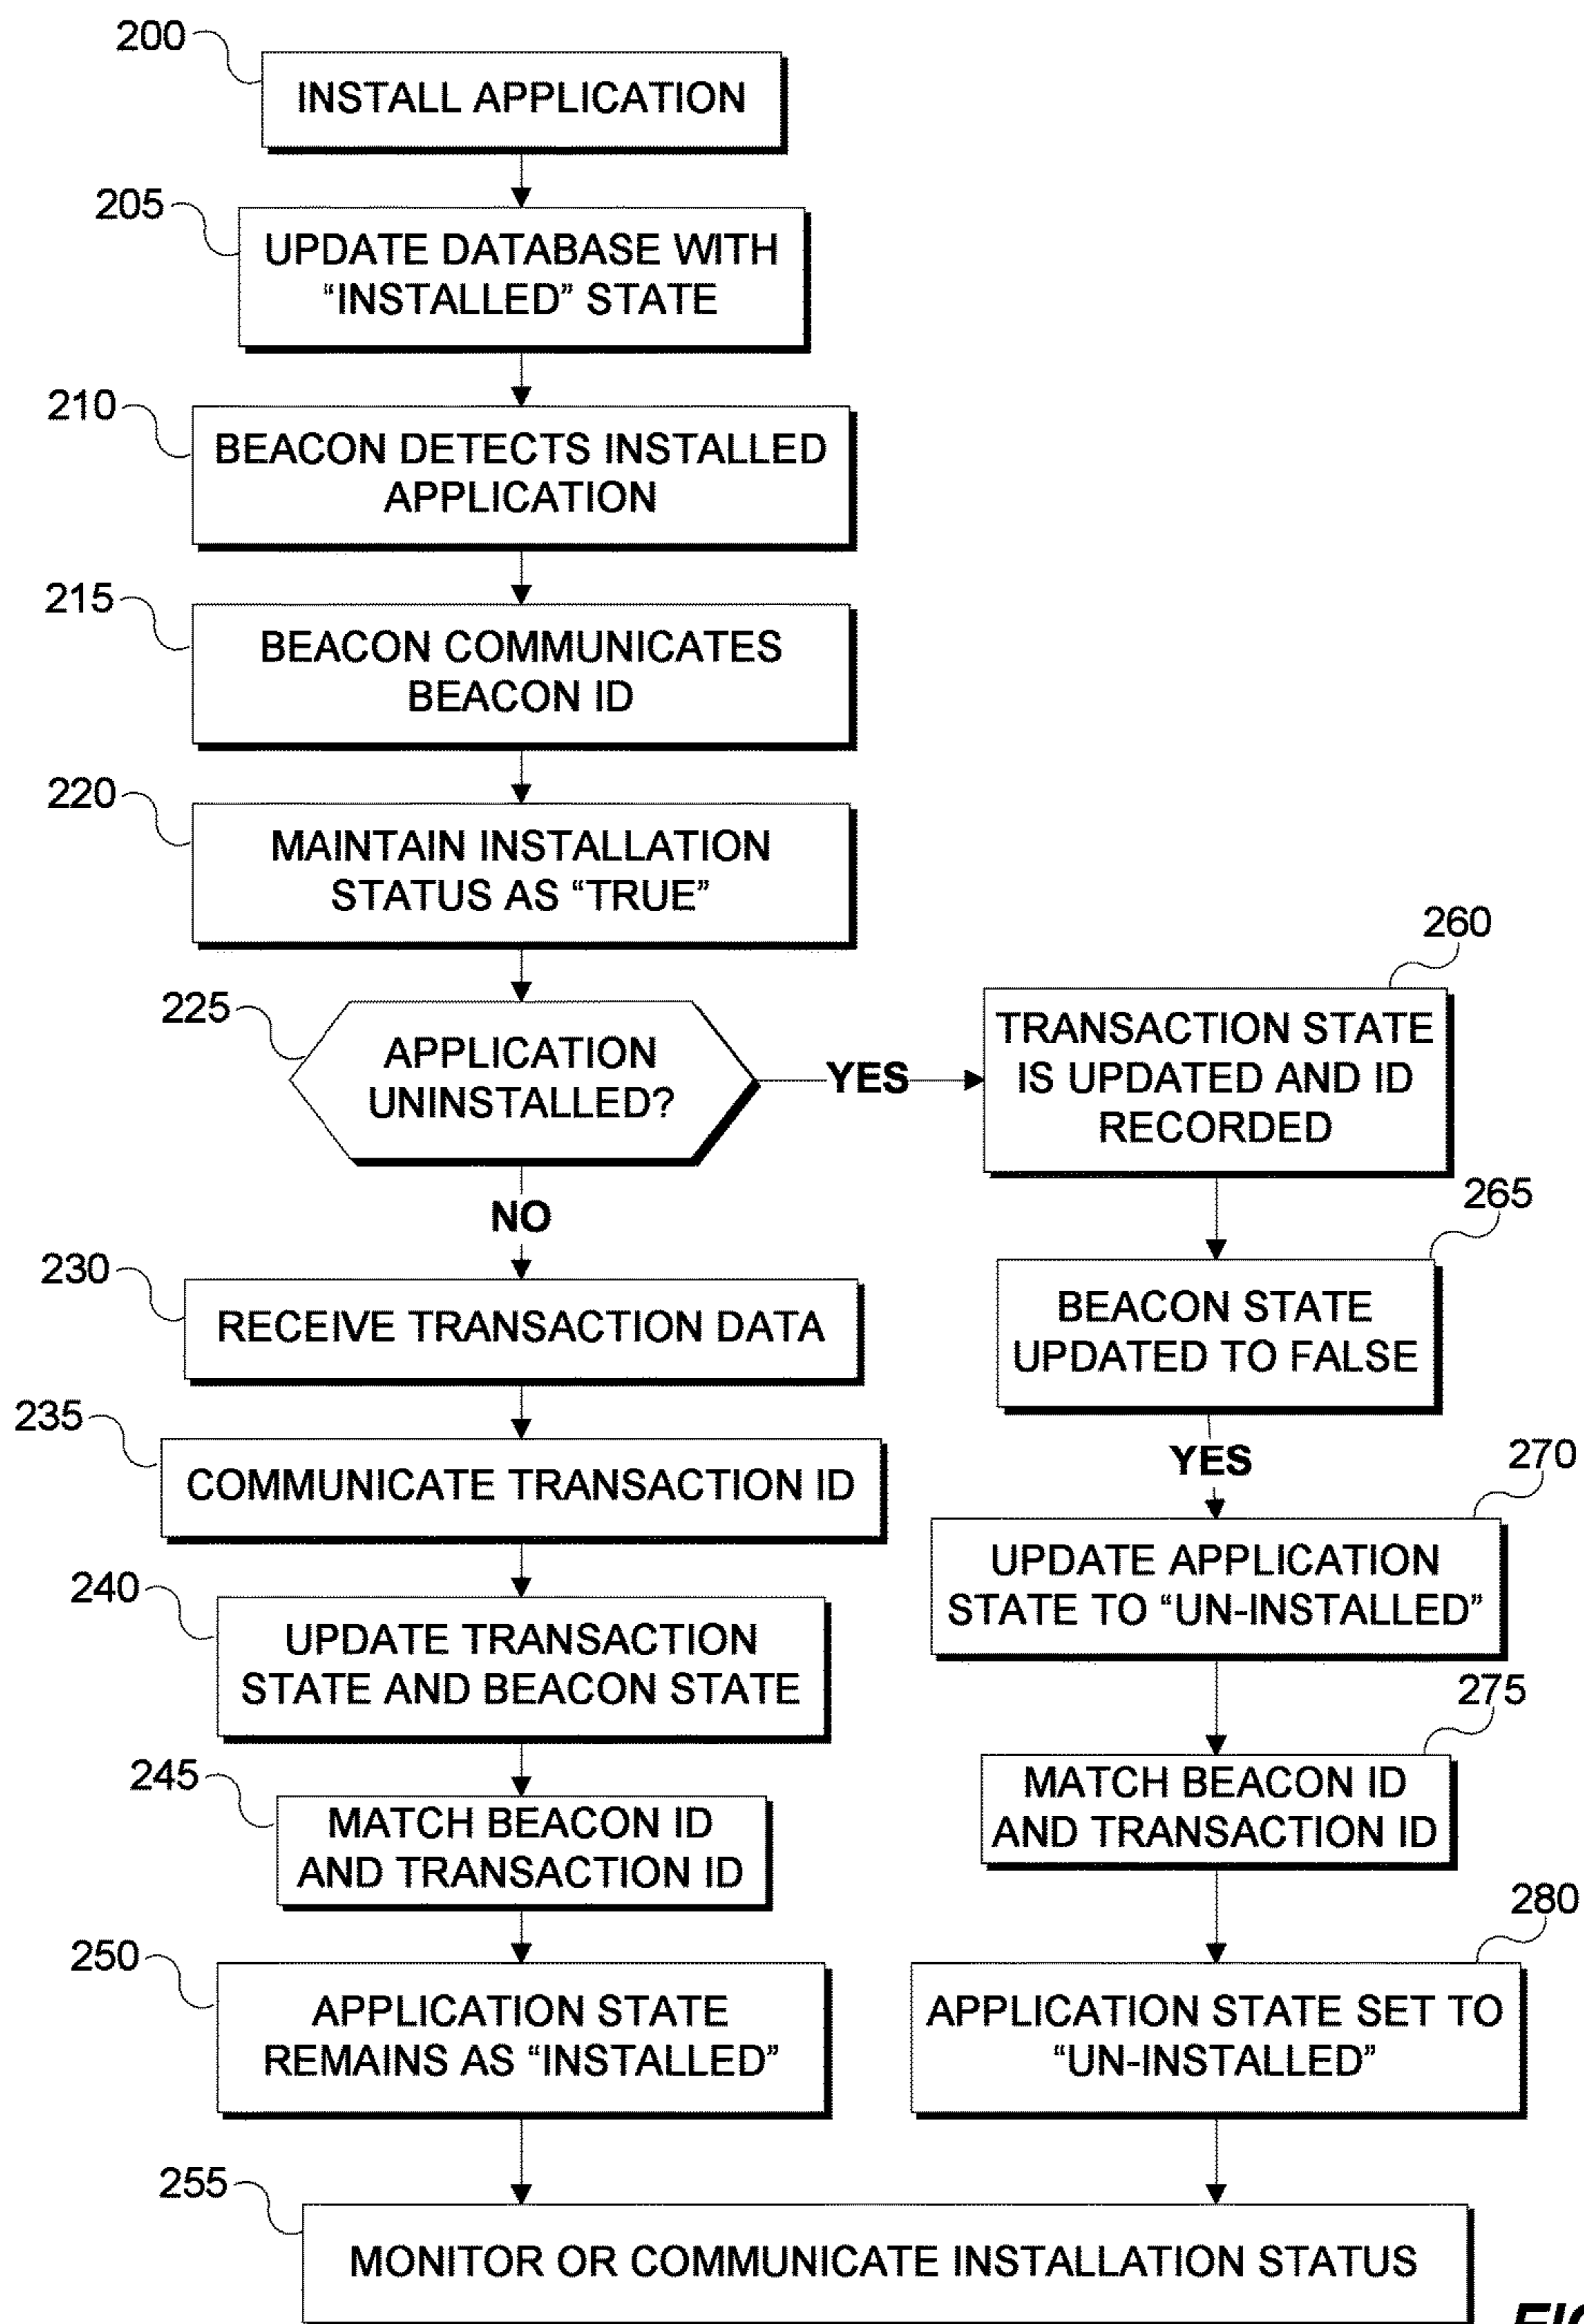 200
INSTALL APPLICATION
205
UPDATE DATABASE WITH
“INSTALLED” STATE
210
BEACON DETECTS INSTALLED
APPLICATION
215
BEACON COMMUNICATES
BEACON ID
220
MAINTAIN INSTALLATION
STATUS AS “TRUE”
225
APPLICATION
UNINSTALLED?
YES
260
TRANSACTION STATE
IS UPDATED AND ID
RECORDED
NO
265
BEACON STATE
UPDATED TO FALSE
230
RECEIVE TRANSACTION DATA
235
COMMUNICATE TRANSACTION ID
YES
270
UPDATE APPLICATION
STATE TO “UN-INSTALLED”
240
UPDATE TRANSACTION
STATE AND BEACON STATE
275
MATCH BEACON ID
AND TRANSACTION ID
245
MATCH BEACON ID
AND TRANSACTION ID
250
APPLICATION STATE
REMAINS AS “INSTALLED”
280
APPLICATION STATE SET TO
“UN-INSTALLED”
255
MONITOR OR COMMUNICATE INSTALLATION STATUS